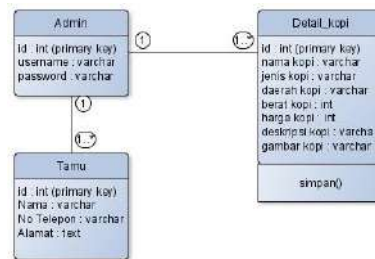 Admin
id : int (primary key)
username : varchar
password : varchar
1
1..*
Detail_kopi
id : int (primary key)
nama kopi : varchar
jenis kopi : varchar
daerah kopi : varchar
berat kopi : int
harga kopi : int
deskripsi kopi : varcha
gambar kopi : varchar
simpan()
1
1..*
Tamu
id : int (primary key)
Nama : varchar
No Telepon : varchar
Alamat : text